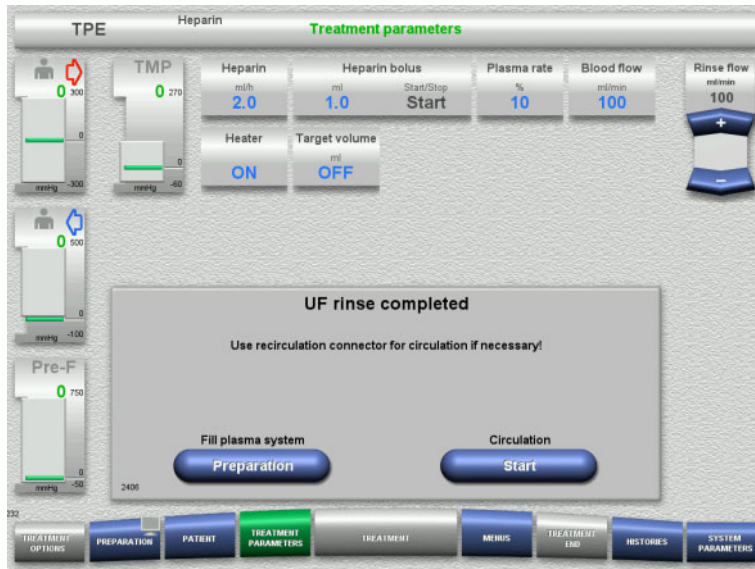 TPE
Heparin
Treatment parameters
0
300
0
mmHg
-300
TMP
0
270
0
mmHg
-60
Heparin
ml/h
2.0
Heparin bolus
ml
1.0
Start/Stop
Start
Plasma rate
%
10
Blood flow
ml/min
100
Rinse flow
ml/min
100
+
−
Heater
ON
Target volume
ml
OFF
0
500
0
mmHg
-100
Pre-F
0
750
0
mmHg
-50
UF rinse completed
Use recirculation connector for circulation if necessary!
Fill plasma system
Preparation
Circulation
Start
2406
232
TREATMENT
OPTIONS
PREPARATION
PATIENT
TREATMENT
PARAMETERS
TREATMENT
MENUS
TREATMENT
END
HISTORIES
SYSTEM
PARAMETERS